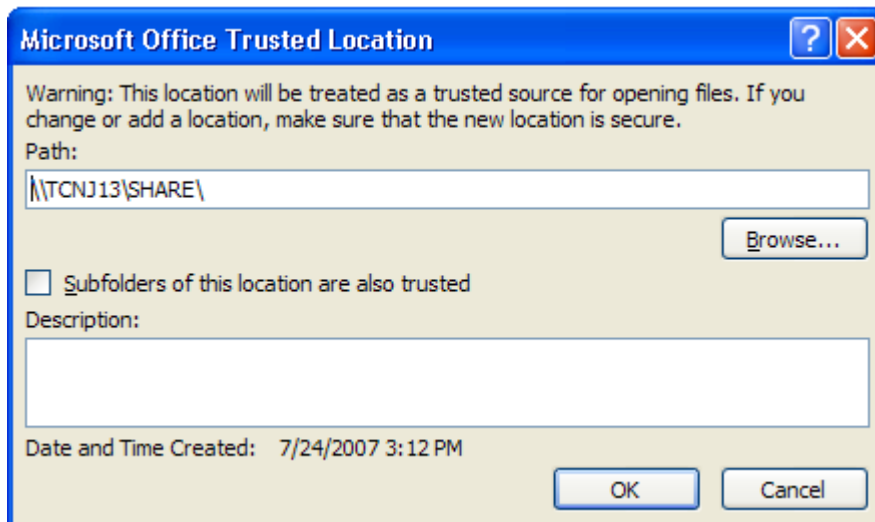 Microsoft Office Trusted Location
Warning: This location will be treated as a trusted source for opening files. If you
change or add a location, make sure that the new location is secure.
Path:
\\TCNJ13\SHARE\
Browse...
Subfolders of this location are also trusted
Description:
Date and Time Created: 7/24/2007 3:12 PM
OK Cancel